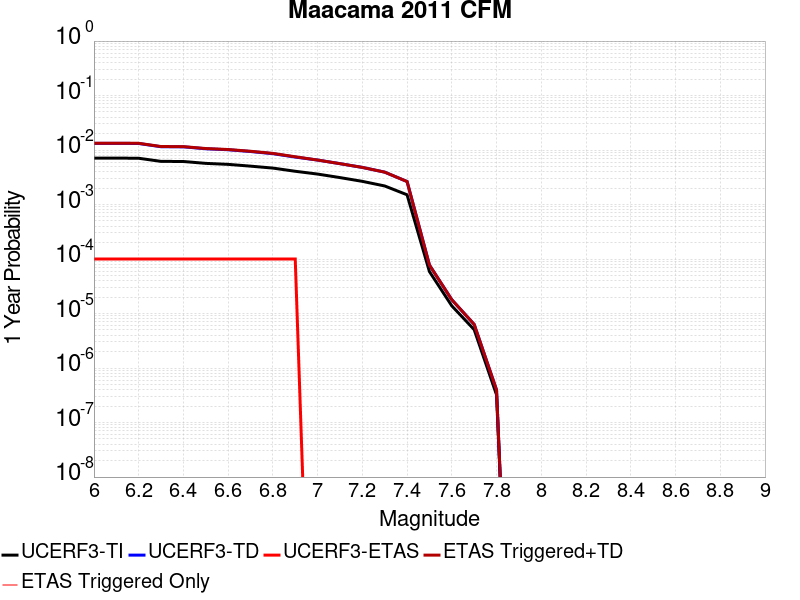 Maacama 2011 CFM
10^0
10^-1
10^-2
10^-3
10^-4
10^-5
10^-6
10^-7
10^-8
1 Year Probability
6 6.2 6.4 6.6 6.8 7 7.2 7.4 7.6 7.8 8 8.2 8.4 8.6 8.8 9
Magnitude
UCERF3-TI UCERF3-TD UCERF3-ETAS ETAS Triggered+TD
ETAS Triggered Only